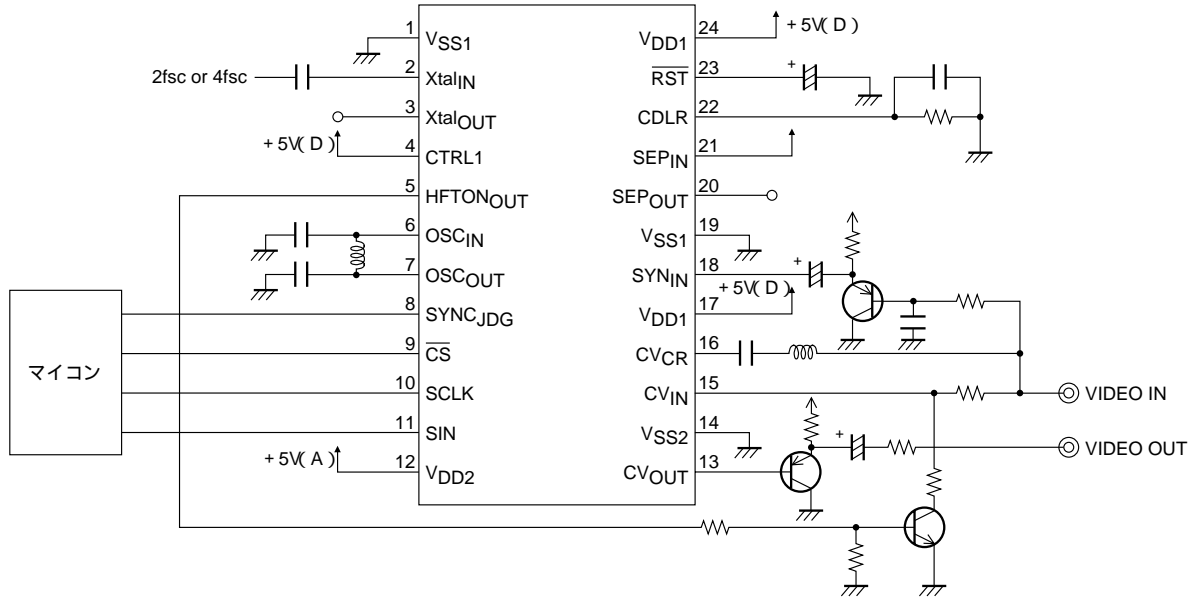 1 VSS1
2fsc or 4fsc 2 XtalIN
3 XtalOUT
+5V(D) 4 CTRL1
5 HFTONOUT
6 OSCIN
7 OSCOUT
8 SYNCJDG
9 CS
10 SCLK
11 SIN
+5V(A) 12 VDD2
マイコン
VDD1 24 +5V(D)
RST 23 +
CDLR 22
SEPIN 21
SEPOUT 20
VSS1 19
SYNIN 18 +
+5V(D)
VDD1 17
CVCR 16
CVIN 15 VIDEO IN
VSS2 14
+ VIDEO OUT
CVOUT 13